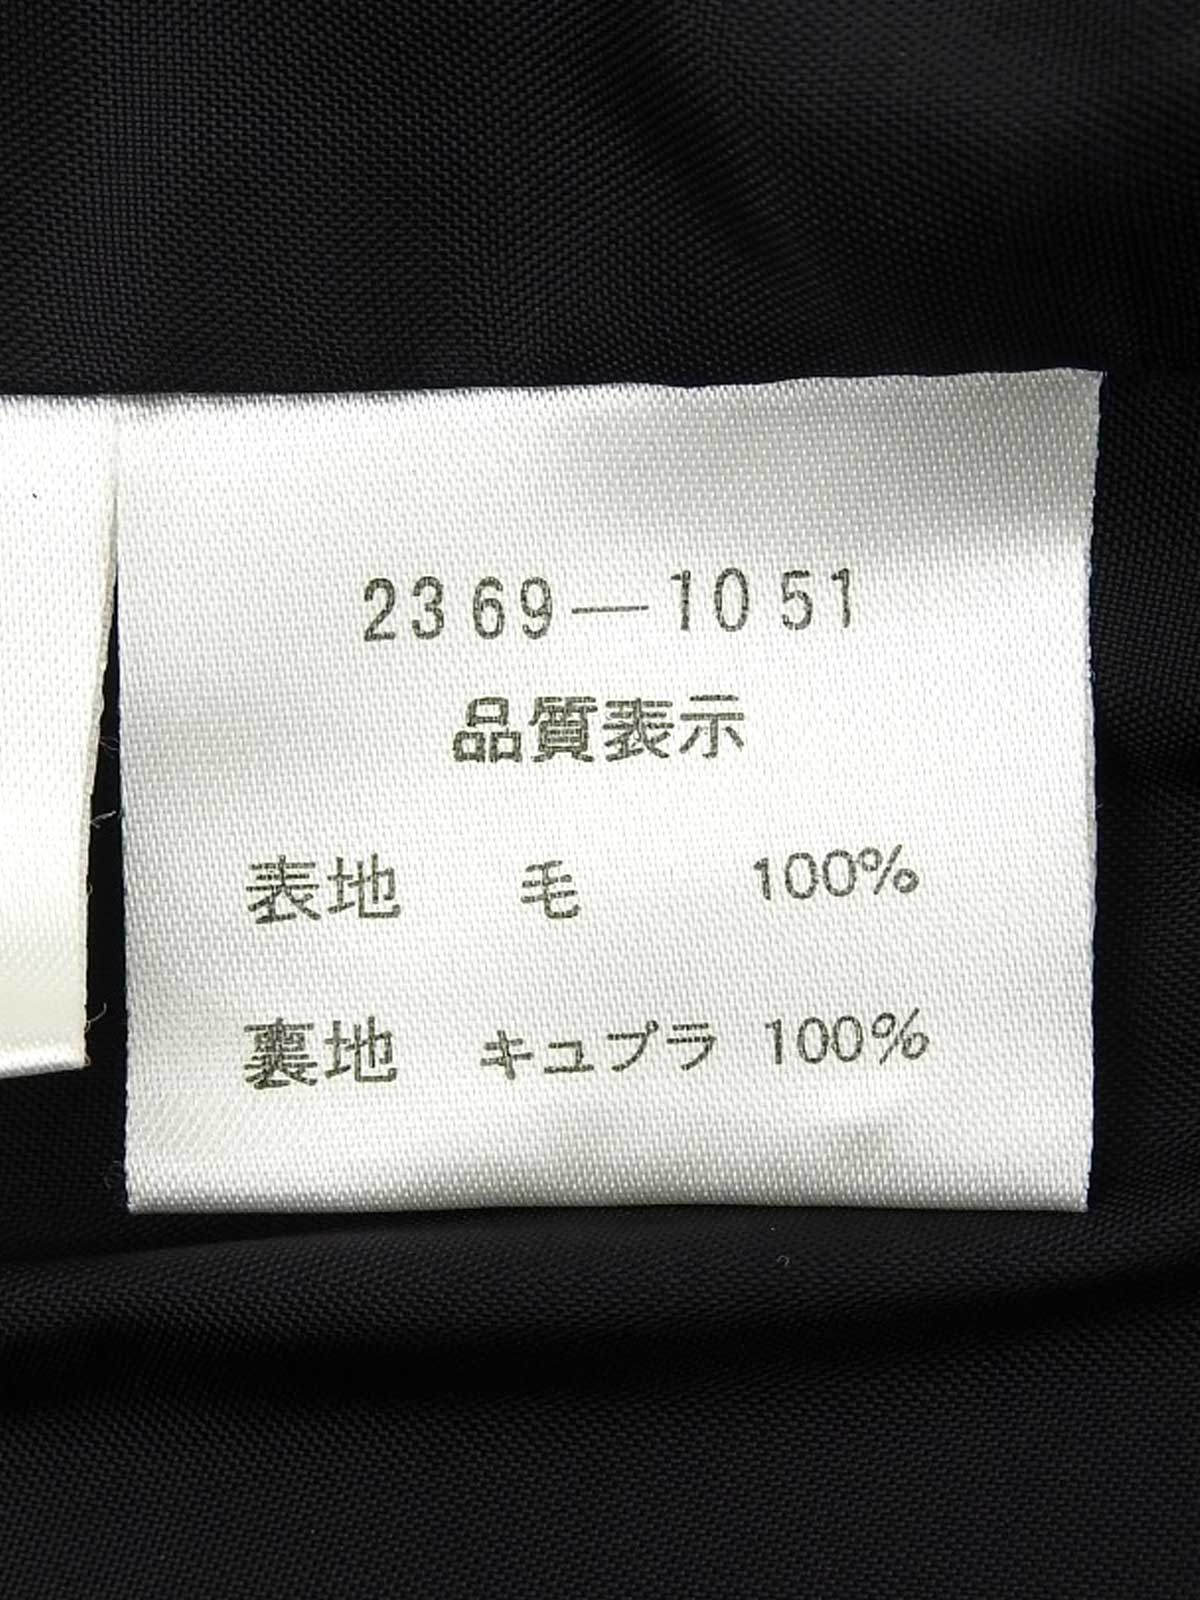 2369—1051
品質表示
表地 毛 100%
裏地 キュプラ 100%